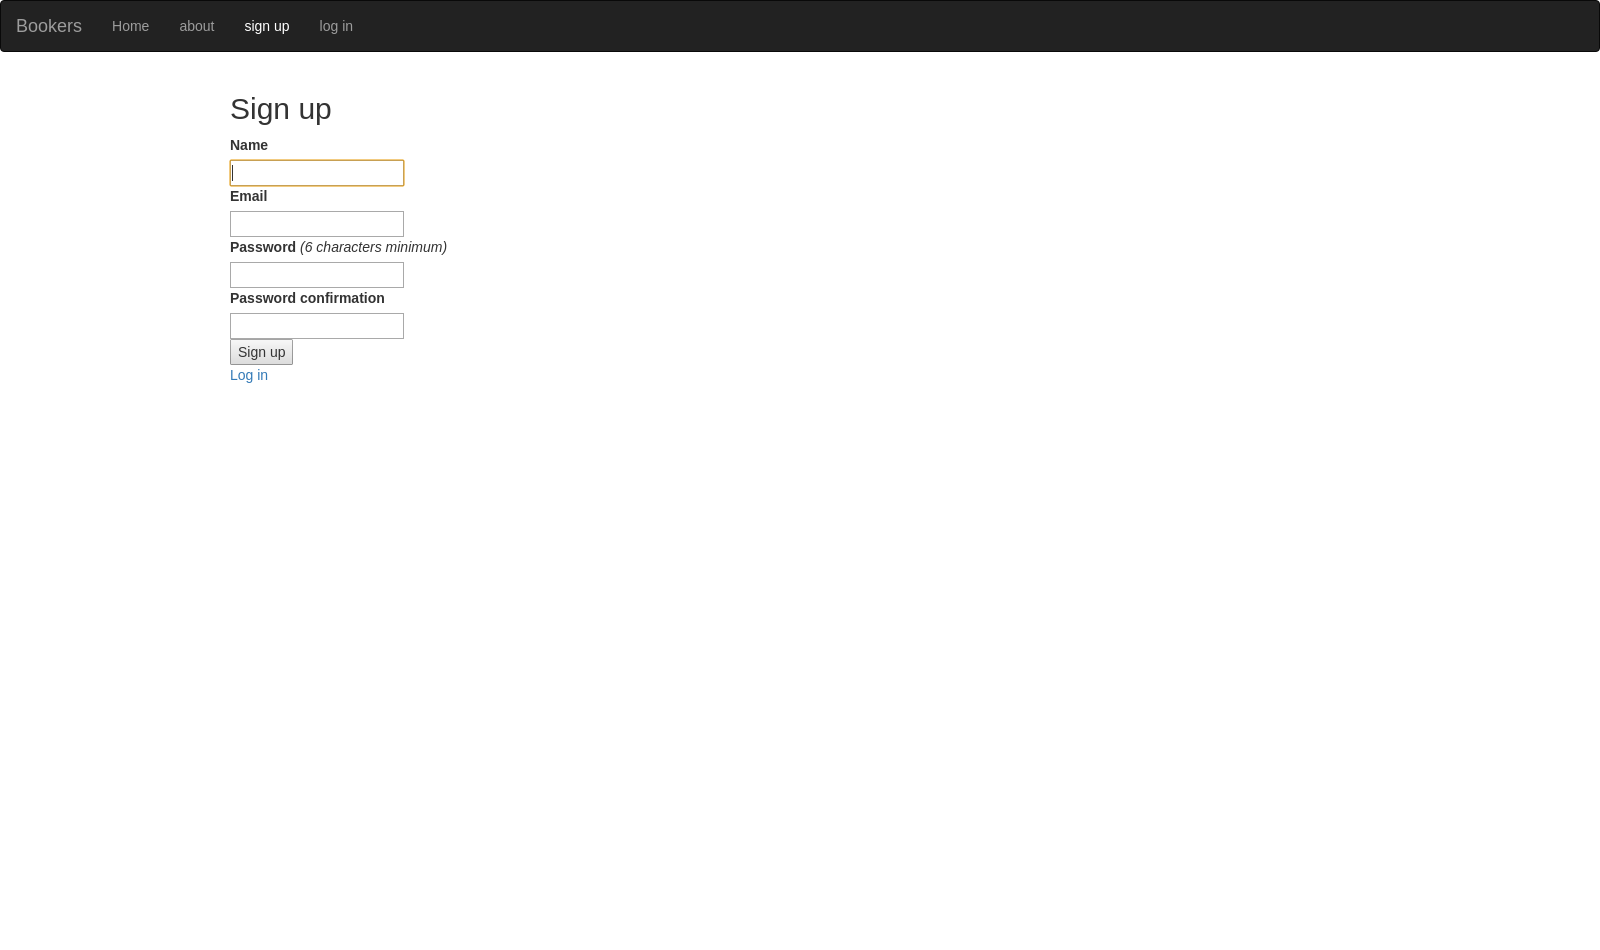 Bookers Home about sign up log in
Sign up
Name
Email
Password (6 characters minimum)
Password confirmation
Sign up
Log in